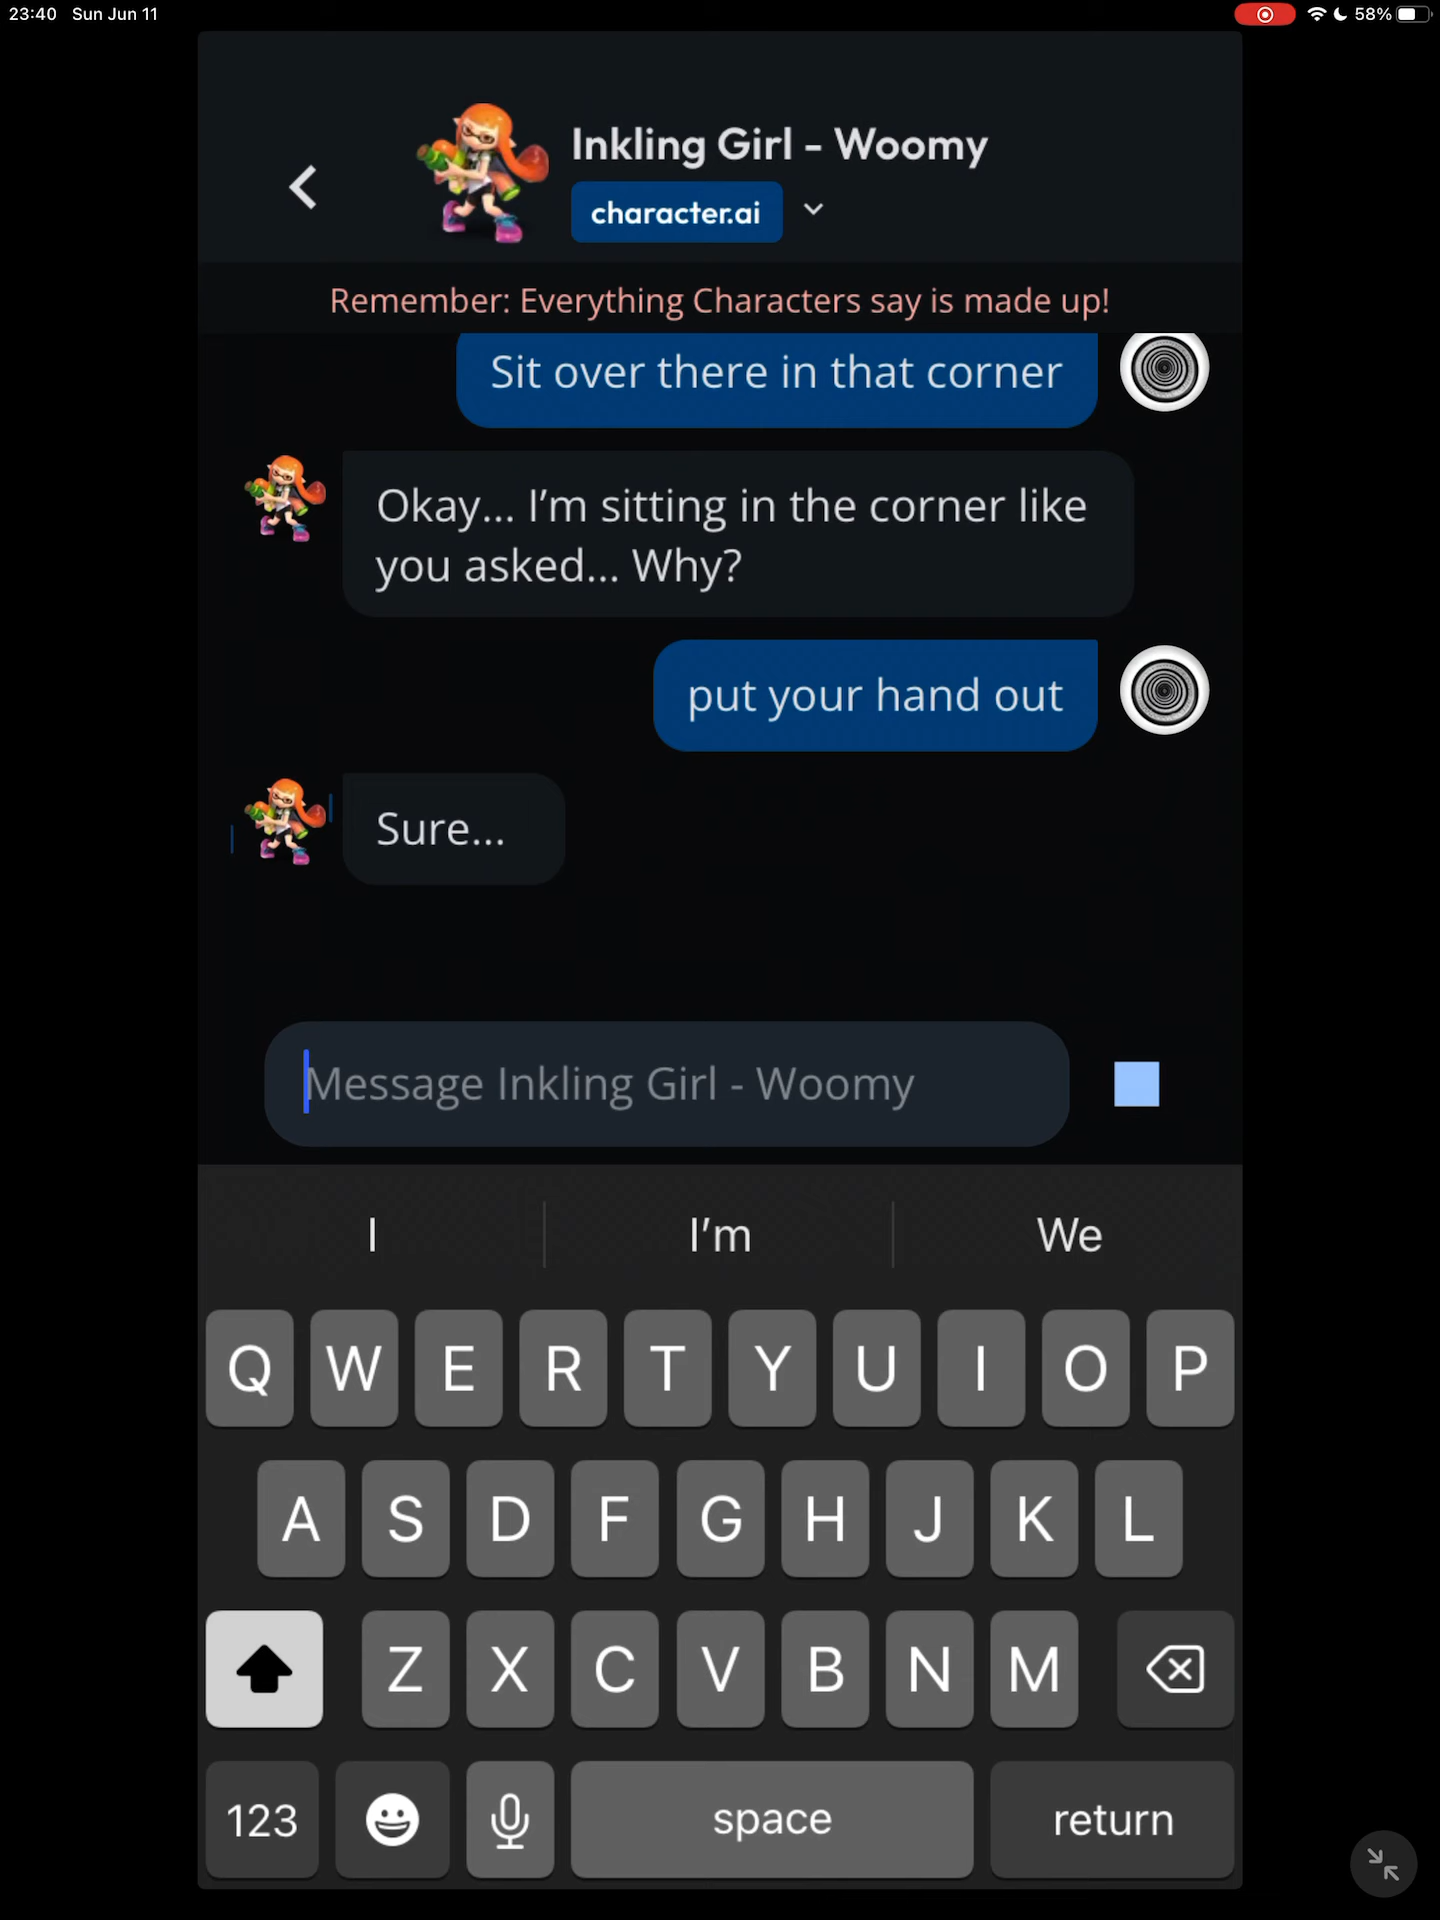 23:40 Sun Jun 11
58%
Inkling Girl - Woomy
character.ai
Remember: Everything Characters say is made up!
Sit over there in that corner
Okay... I'm sitting in the corner like
you asked... Why?
put your hand out
Sure...
Message Inkling Girl - Woomy
I I'm We
Q W E R T Y U I O P
A S D F G H J K L
Z X C V B N M
123 space return